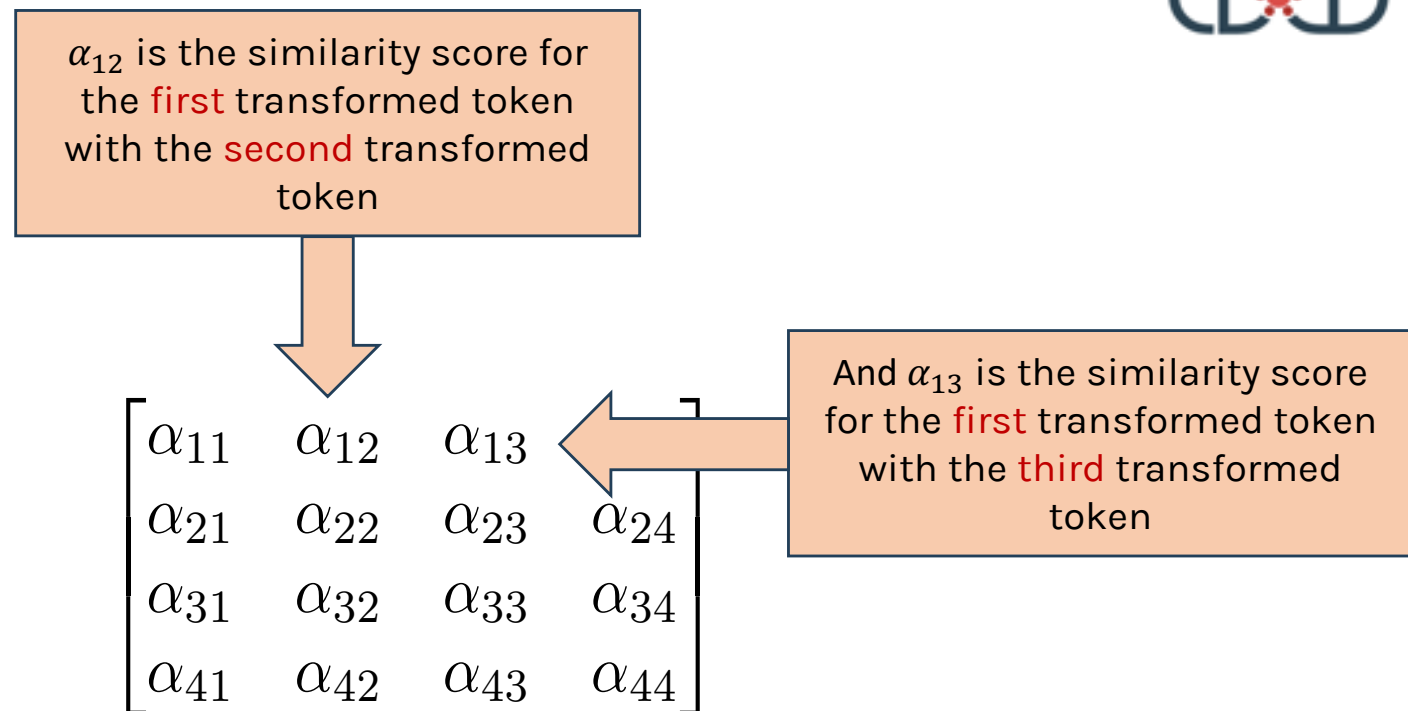 α₁₂ is the similarity score for
the first transformed token
with the second transformed
token
And α₁₃ is the similarity score
for the first transformed token
with the third transformed
token
α₁₁ α₁₂ α₁₃
α₂₁ α₂₂ α₂₃ α₂₄
α₃₁ α₃₂ α₃₃ α₃₄
α₄₁ α₄₂ α₄₃ α₄₄